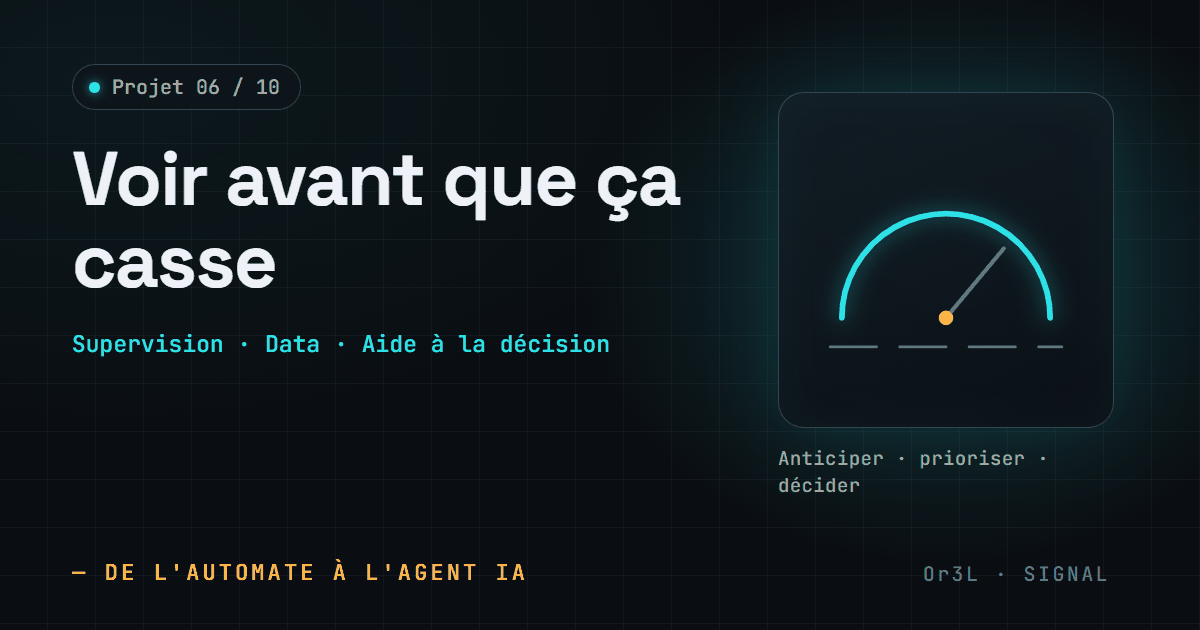 Projet 06 / 10
Voir avant que ça
casse
Supervision · Data · Aide à la décision
Anticiper · prioriser ·
décider
— DE L'AUTOMATE À L'AGENT IA
Or3L · SIGNAL